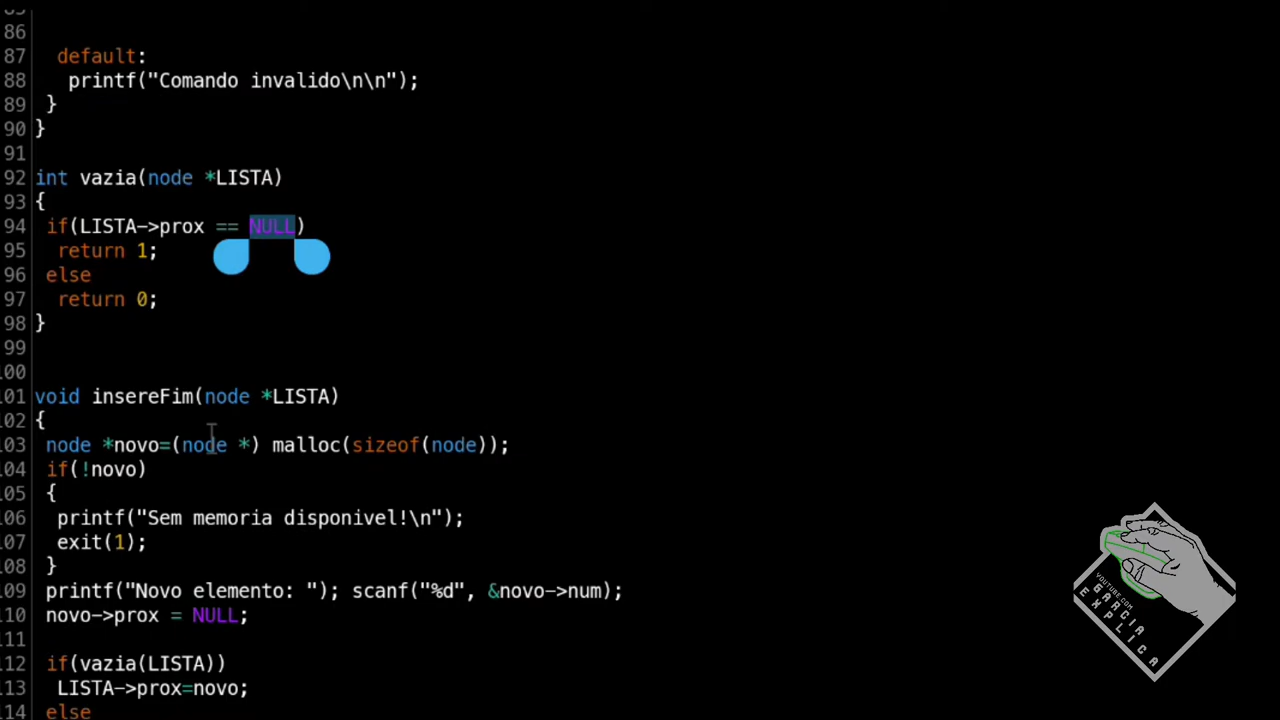 86
87 default:
88 printf("Comando invalido\n\n");
89 }
90 }
91
92 int vazia(node *LISTA)
93 {
94 if(LISTA->prox == NULL)
95 return 1;
96 else
97 return 0;
98 }
99
100
101 void insereFim(node *LISTA)
102 {
103 node *novo=(node *) malloc(sizeof(node));
104 if(!novo)
105 {
106 printf("Sem memoria disponivel!\n");
107 exit(1);
108 }
109 printf("Novo elemento: "); scanf("%d", &novo->num);
110 novo->prox = NULL;
111
112 if(vazia(LISTA))
113 LISTA->prox=novo;
114 else
YOUTUBE.COM
GARCIA
EXPLICA